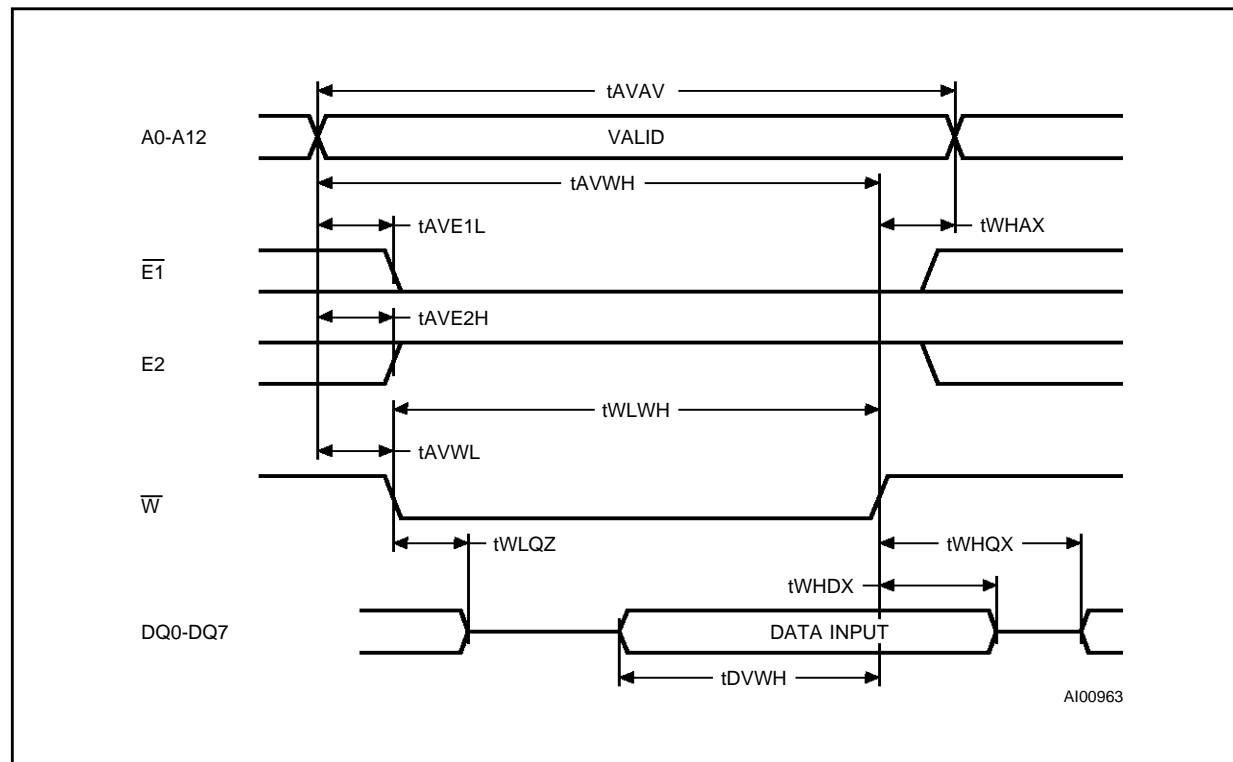 tAVAV
A0-A12
VALID
tAVWH
tAVE1L
tWHAX
E1
tAVE2H
E2
tWLWH
tAVWL
W
tWLQZ
tWHQX
tWHDX
DQ0-DQ7
DATA INPUT
tDVWH
AI00963